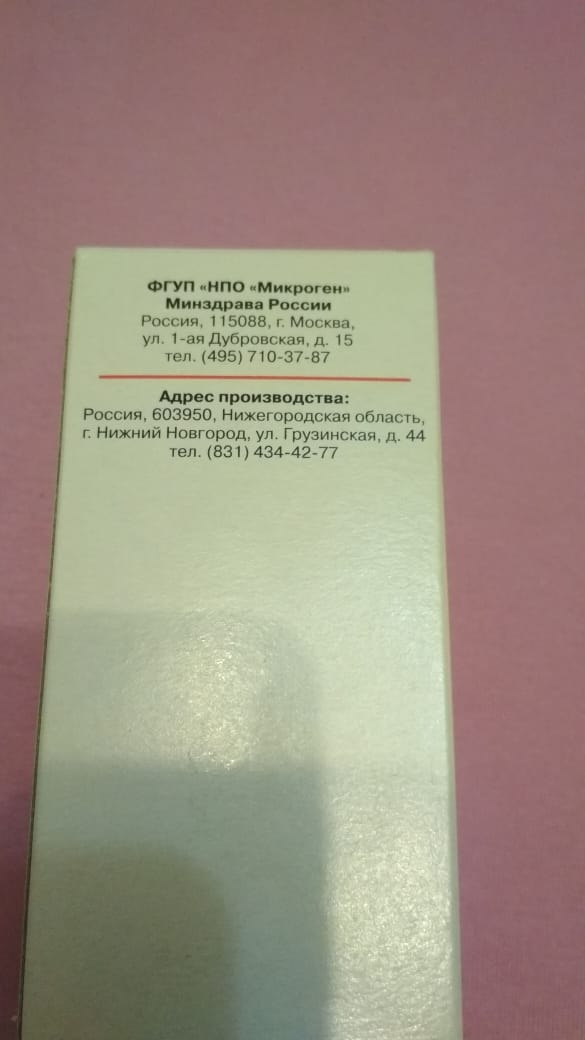 ФГУП «НПО «Микроген»
Минздрава России
Россия, 115088, г. Москва,
ул. 1-ая Дубровская, д. 15
тел. (495) 710-37-87
Адрес производства:
Россия, 603950, Нижегородская область,
г. Нижний Новгород, ул. Грузинская, д. 44
тел. (831) 434-42-77